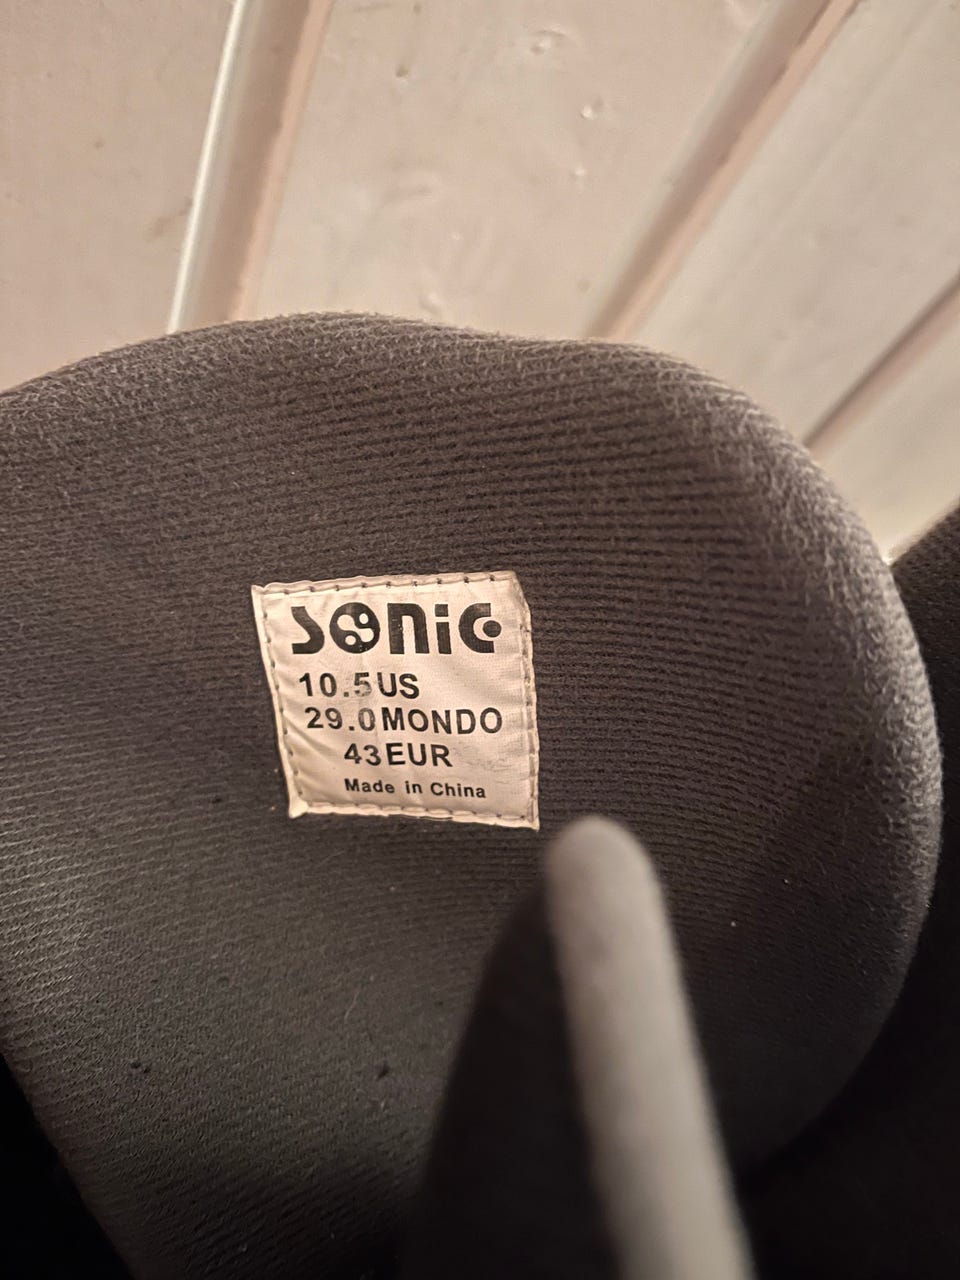 SONIC
10.5US
29.0MONDO
43EUR
Made in China